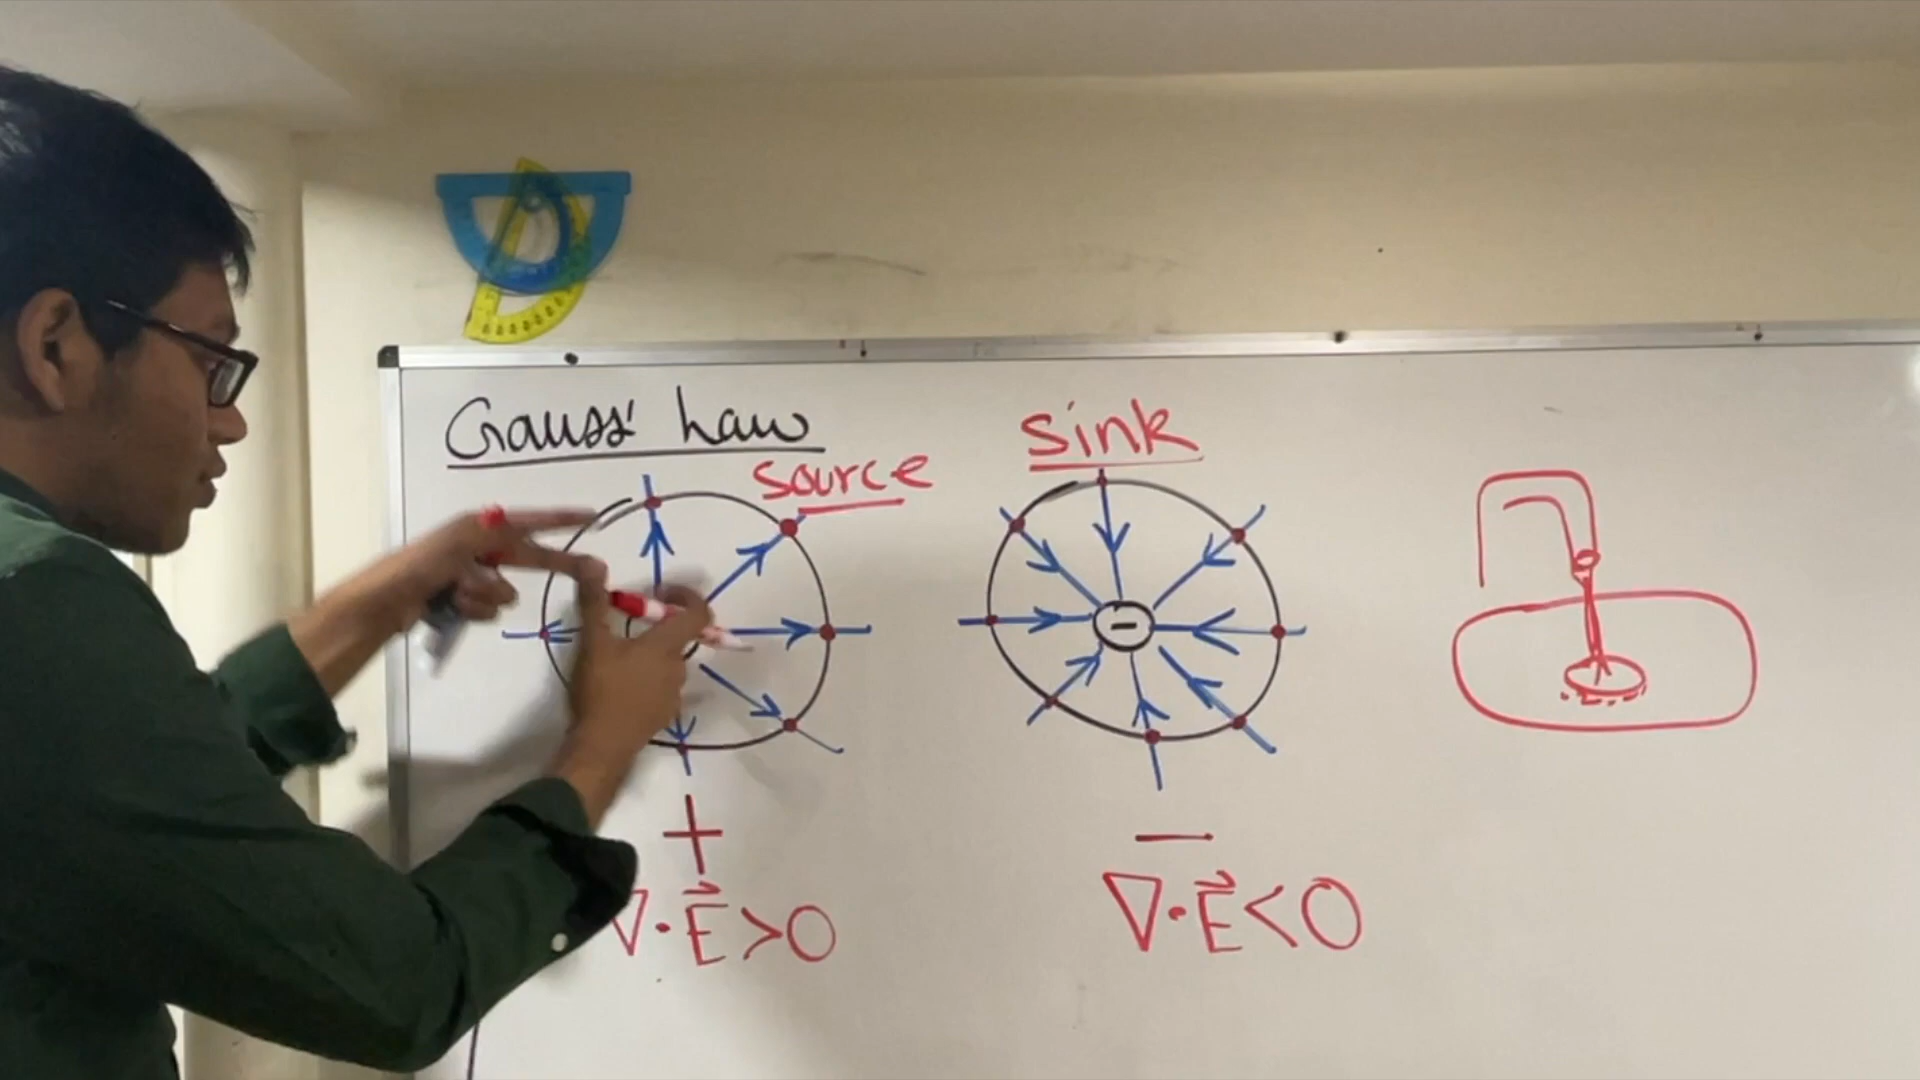 Gauss' Law
source
sink
-
+
-
∇·E⃗>0
∇·E⃗<0